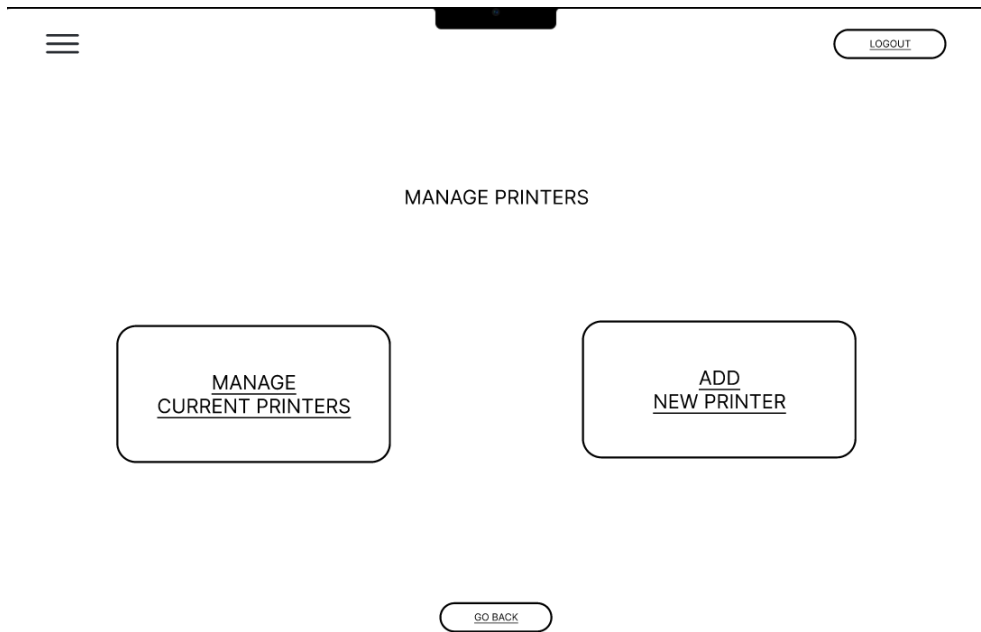 LOGOUT
MANAGE PRINTERS
MANAGE
CURRENT PRINTERS
ADD
NEW PRINTER
GO BACK